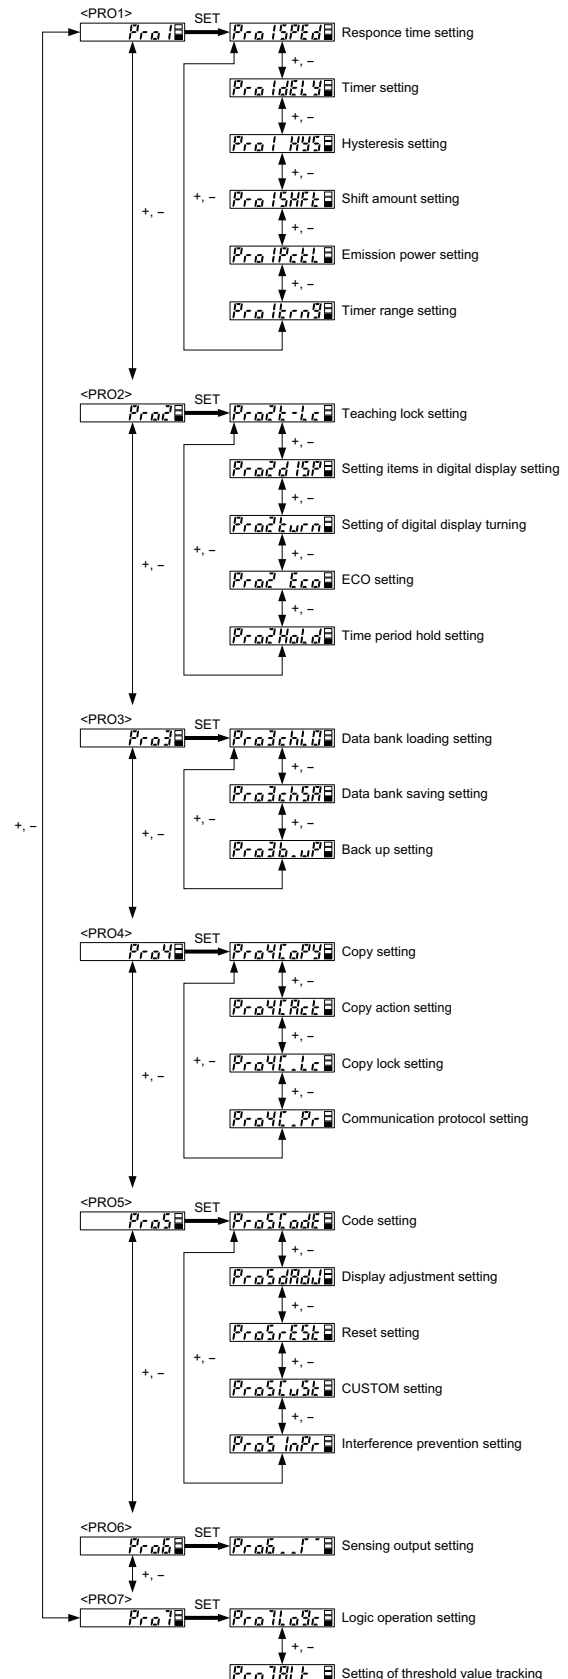 <PRO1>
Pro1 SET Pro1SPEd Responce time setting
+, –
Pro1dELY Timer setting
+, –
Pro1 HYS Hysteresis setting
+, –
+, – Pro1SHFt Shift amount setting
+, –
+, –
Pro1PctL Emission power setting
+, –
Pro1trng Timer range setting
<PRO2>
Pro2 SET Pro2t-Lc Teaching lock setting
+, –
Pro2dISP Setting items in digital display setting
+, –
Pro2turn Setting of digital display turning
+, – +, –
+, –
Pro2 Eco ECO setting
+, –
Pro2HoLd Time period hold setting
<PRO3>
Pro3 SET Pro3chLO Data bank loading setting
+, –
Pro3chSA Data bank saving setting
+, – +, –
+, –
+, –
Pro3b.uP Back up setting
<PRO4>
Pro4 SET Pro4CoPY Copy setting
+, –
Pro4CAct Copy action setting
+, –
+, – Pro4C.Lc Copy lock setting
+, –
+, –
Pro4C.Pr Communication protocol setting
<PRO5>
Pro5 SET Pro5CodE Code setting
+, –
Pro5dAdJ Display adjustment setting
+, –
Pro5rESt Reset setting
+, – +, –
+, –
Pro5CuSt CUSTOM setting
+, –
Pro5InPr Interference prevention setting
<PRO6>
Pro6 SET Pro6 Sensing output setting
+, –
<PRO7>
Pro7 SET Pro7LoGc Logic operation setting
+, –
Setting of threshold value tracking